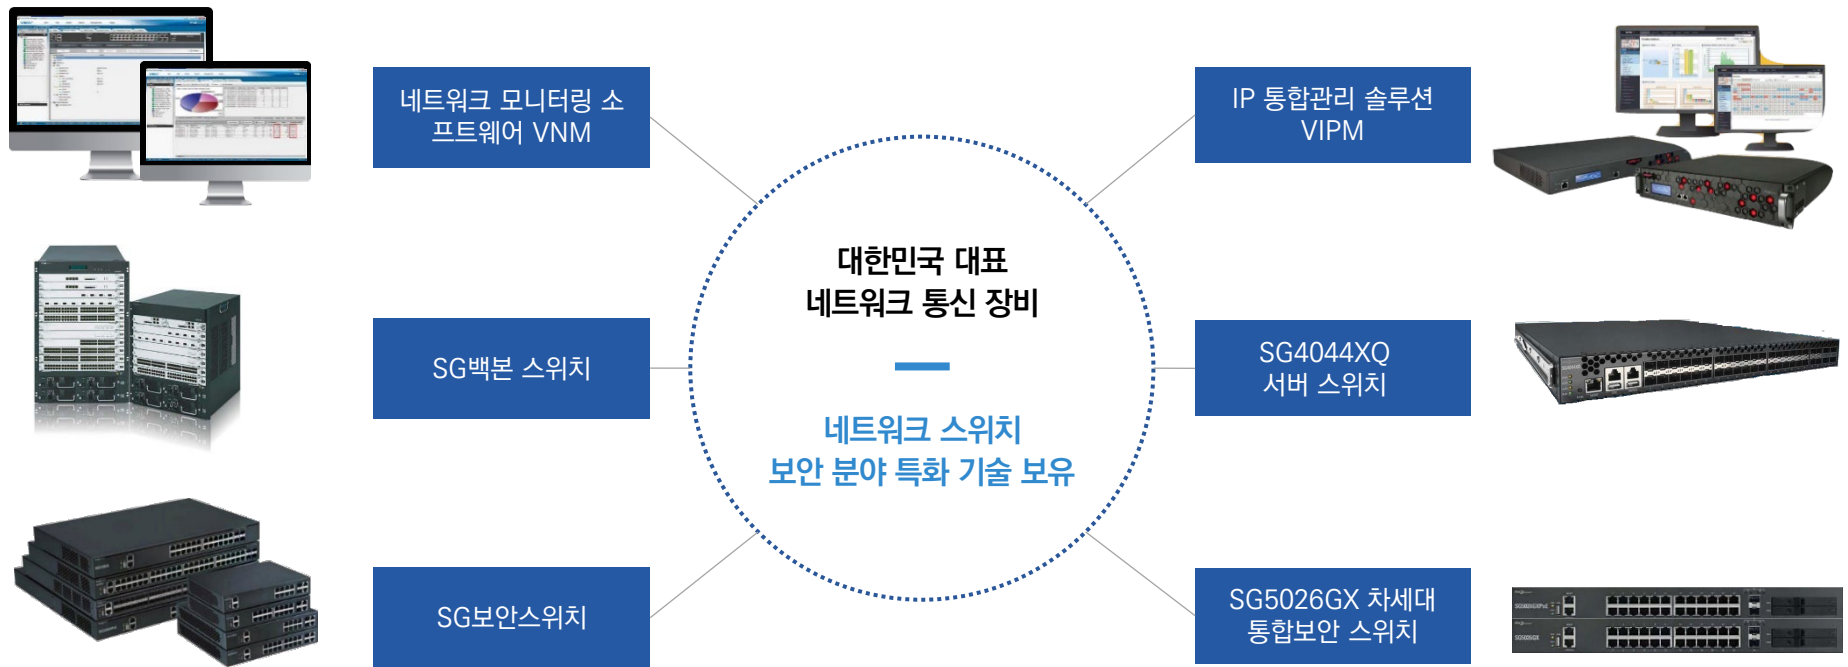 네트워크 모니터링 소
프트웨어 VNM
IP 통합관리 솔루션
VIPM
대한민국 대표
네트워크 통신 장비
SG백본 스위치
SG4044XQ
서버 스위치
네트워크 스위치
보안 분야 특화 기술 보유
SG보안스위치
SG5026GX 차세대
통합보안 스위치
SG5026GX